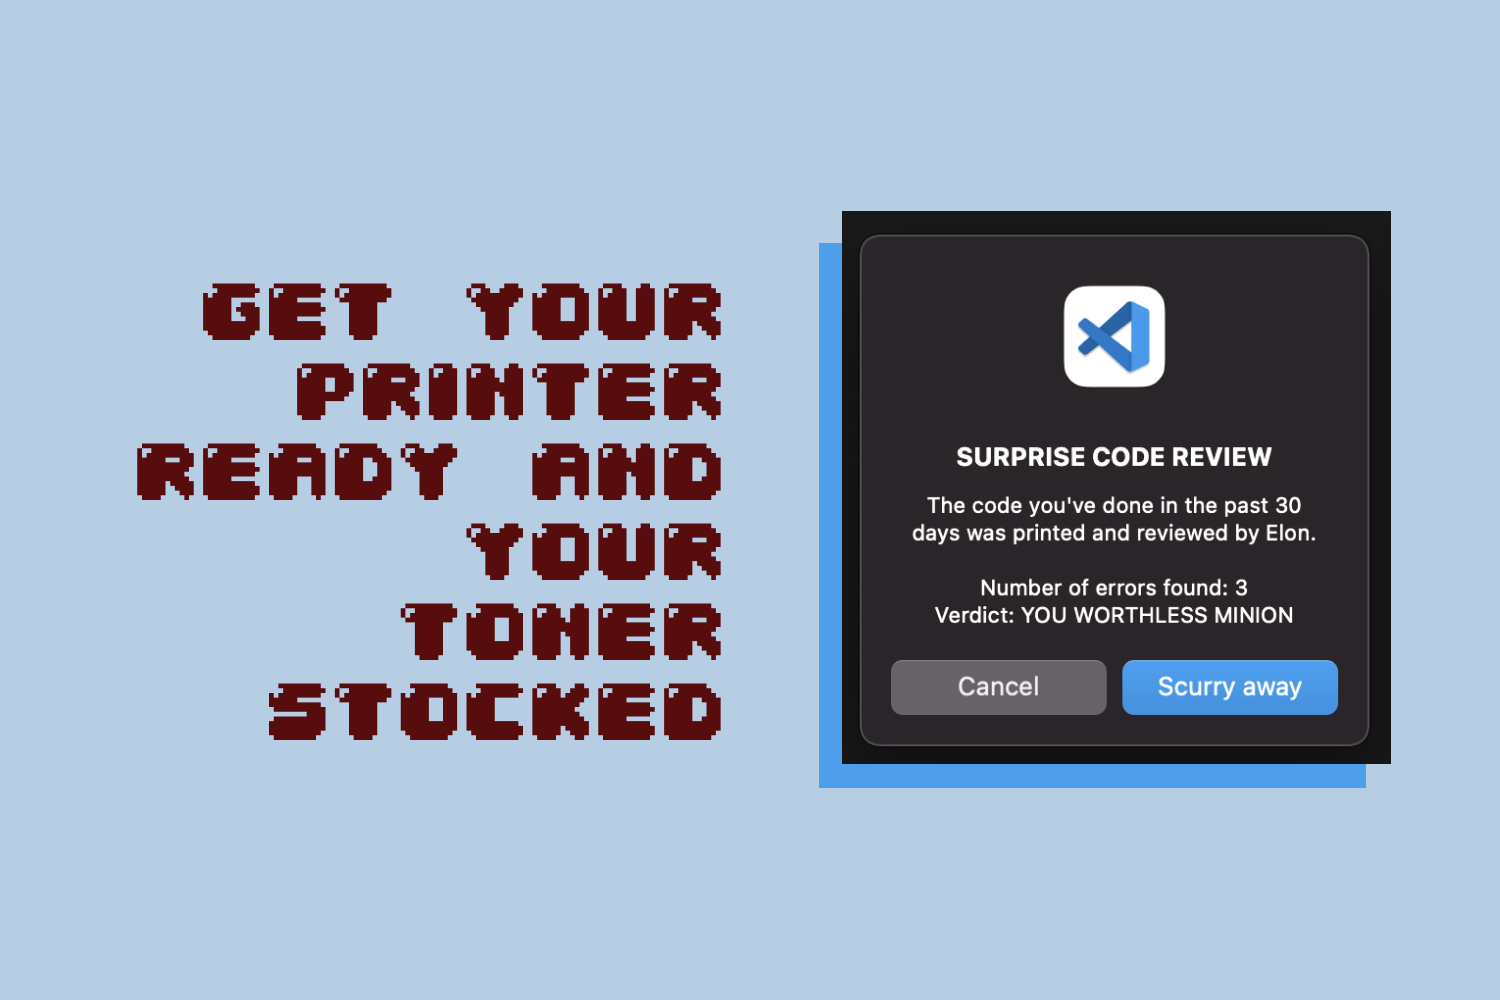 GET YOUR
PRINTER
READY AND
YOUR
TONER
STOCKED
SURPRISE CODE REVIEW
The code you've done in the past 30
days was printed and reviewed by Elon.
Number of errors found: 3
Verdict: YOU WORTHLESS MINION
Cancel
Scurry away